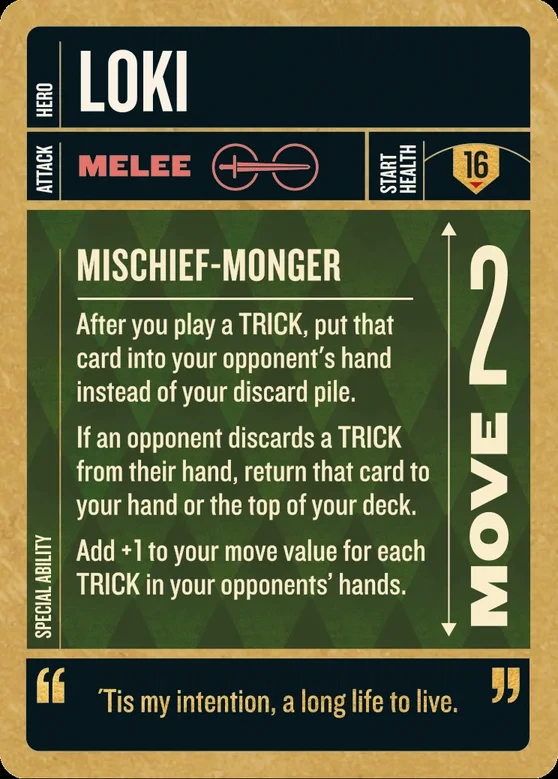 HERO
LOKI
ATTACK
MELEE
START
HEALTH
16
MISCHIEF-MONGER
After you play a TRICK, put that
card into your opponent's hand
instead of your discard pile.
If an opponent discards a TRICK
from their hand, return that card to
your hand or the top of your deck.
Add +1 to your move value for each
TRICK in your opponents' hands.
SPECIAL ABILITY
MOVE 2
“ 'Tis my intention, a long life to live. ”